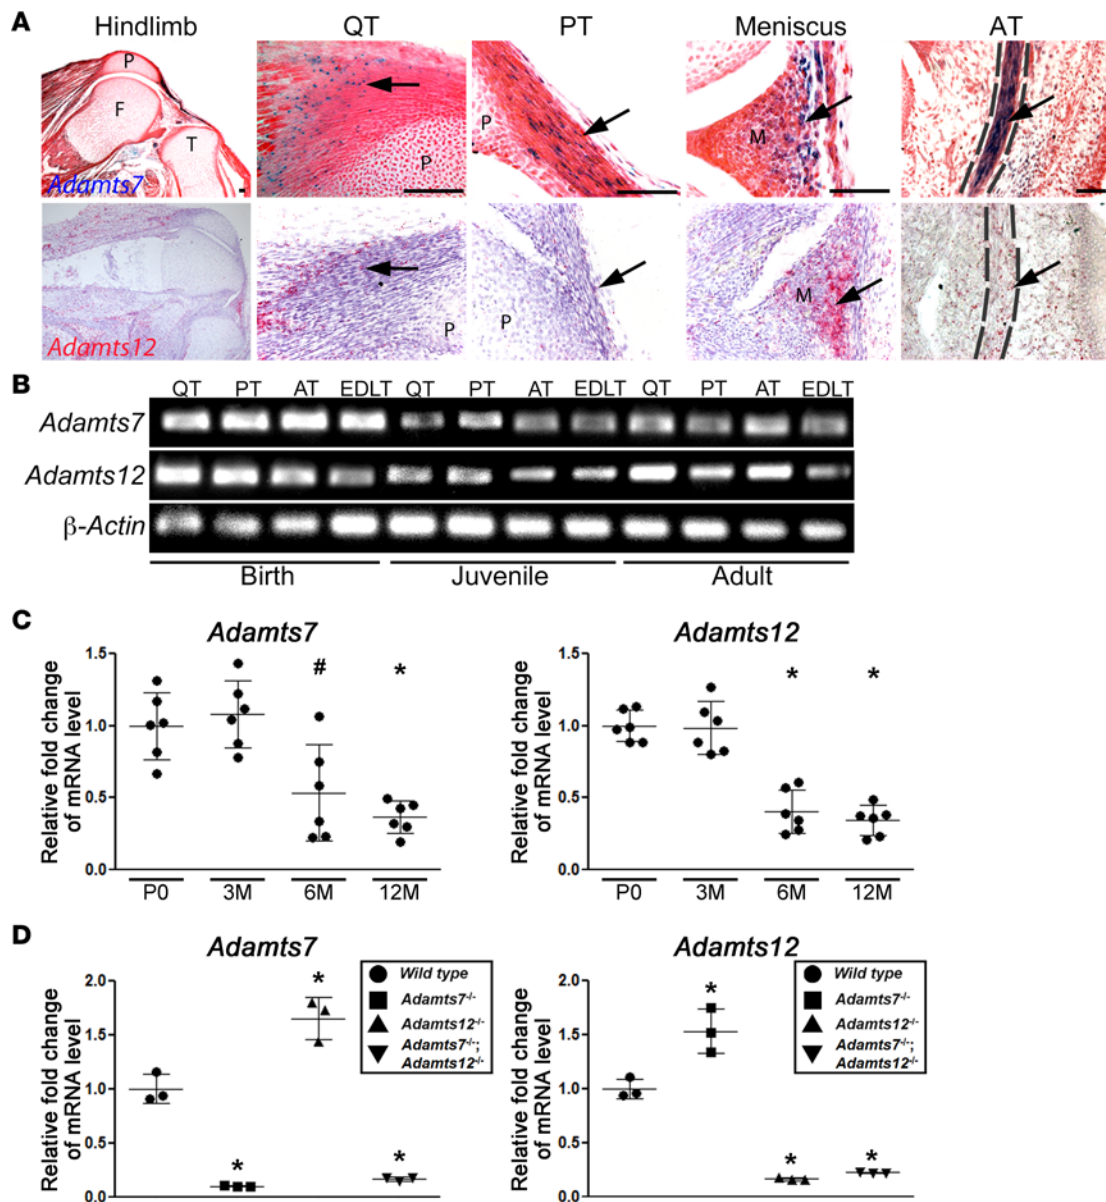 A
Hindlimb QT PT Meniscus AT
P
F
T
Adamts7
P
P
M
Adamts12
P
P
M
B
QT PT AT EDLT QT PT AT EDLT QT PT AT EDLT
Adamts7
Adamts12
β-Actin
Birth Juvenile Adult
C
Adamts7
Relative fold change
of mRNA level
1.5
1.0
0.5
0.0
# *
P0 3M 6M 12M
Adamts12
Relative fold change
of mRNA level
1.5
1.0
0.5
0.0
* *
P0 3M 6M 12M
D
Adamts7
Relative fold change
of mRNA level
2.0
1.5
1.0
0.5
0.0
*
*
*
Wild type
Adamts7-/-
Adamts12-/-
Adamts7-/-;
Adamts12-/-
Adamts12
Relative fold change
of mRNA level
2.0
1.5
1.0
0.5
0.0
*
*
*
Wild type
Adamts7-/-
Adamts12-/-
Adamts7-/-;
Adamts12-/-